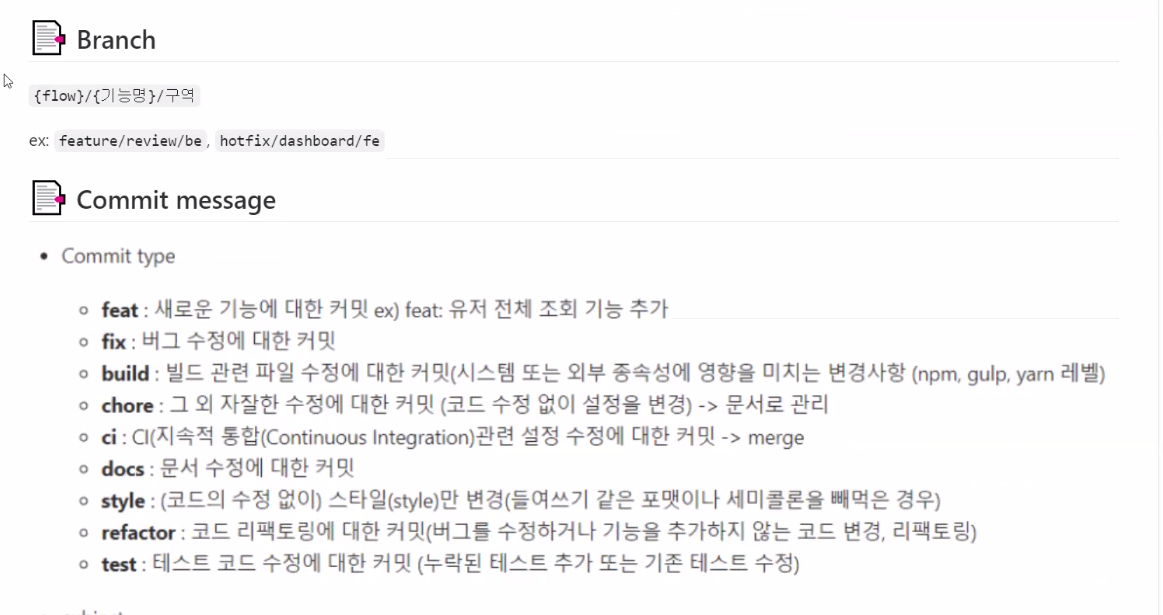 Branch
{flow}/{기능명}/구역
ex: feature/review/be, hotfix/dashboard/fe
Commit message
• Commit type
◦ feat : 새로운 기능에 대한 커밋 ex) feat: 유저 전체 조회 기능 추가
◦ fix : 버그 수정에 대한 커밋
◦ build : 빌드 관련 파일 수정에 대한 커밋(시스템 또는 외부 종속성에 영향을 미치는 변경사항 (npm, gulp, yarn 레벨)
◦ chore : 그 외 자잘한 수정에 대한 커밋 (코드 수정 없이 설정을 변경) -> 문서로 관리
◦ ci : CI(지속적 통합(Continuous Integration)관련 설정 수정에 대한 커밋 -> merge
◦ docs : 문서 수정에 대한 커밋
◦ style : (코드의 수정 없이) 스타일(style)만 변경(들여쓰기 같은 포맷이나 세미콜론을 빼먹은 경우)
◦ refactor : 코드 리팩토링에 대한 커밋(버그를 수정하거나 기능을 추가하지 않는 코드 변경, 리팩토링)
◦ test : 테스트 코드 수정에 대한 커밋 (누락된 테스트 추가 또는 기존 테스트 수정)